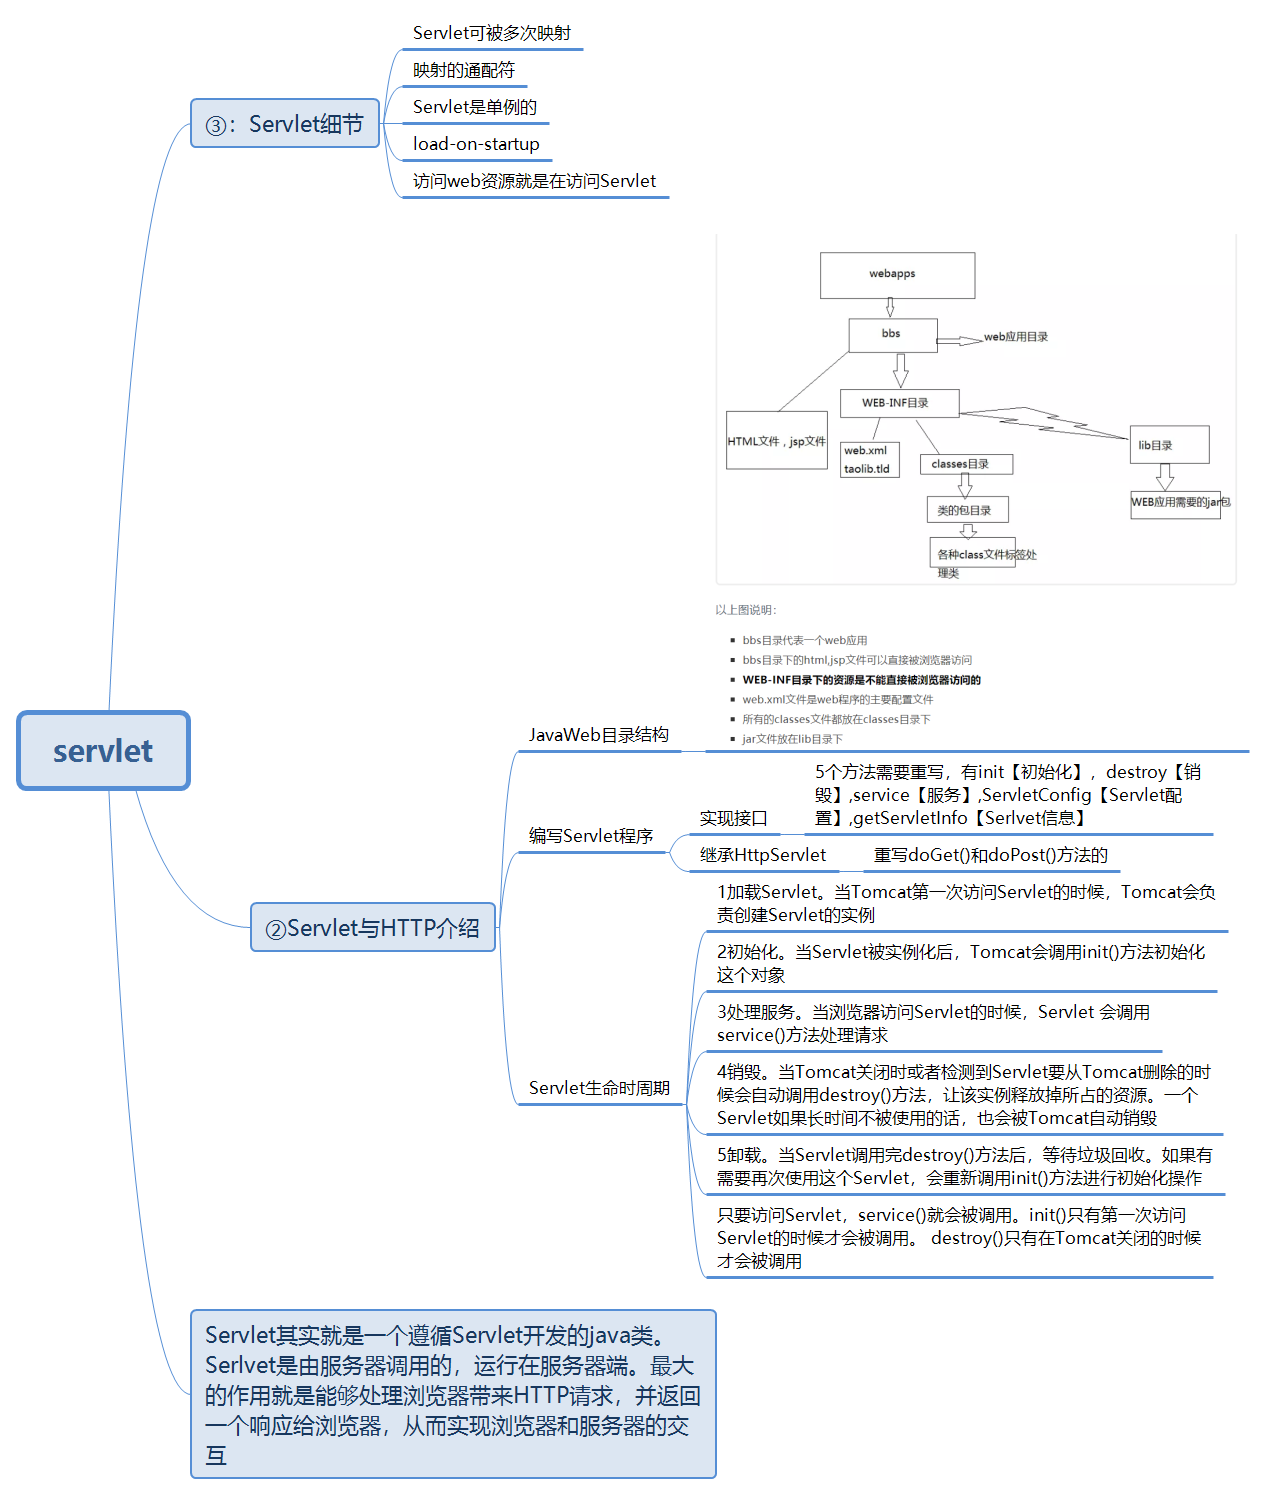 Servlet可被多次映射
映射的通配符
③：Servlet细节
Servlet是单例的
load-on-startup
访问web资源就是在访问Servlet
webapps
bbs
web应用目录
WEB-INF目录
HTML文件，jsp文件
web.xml
taolib.tld
classes目录
lib目录
类的包目录
WEB应用需要的jar包
各种class文件标签处
理类
以上图说明：
bbs目录代表一个web应用
bbs目录下的html,jsp文件可以直接被浏览器访问
WEB-INF目录下的资源是不能直接被浏览器访问的
web.xml文件是web程序的主要配置文件
所有的classes文件都放在classes目录下
jar文件放在lib目录下
JavaWeb目录结构
servlet
5个方法需要重写，有init【初始化】，destroy【销
毁】,service【服务】,ServletConfig【Servlet配
置】,getServletInfo【Serlvet信息】
实现接口
编写Servlet程序
继承HttpServlet
重写doGet()和doPost()方法的
②Servlet与HTTP介绍
1加载Servlet。当Tomcat第一次访问Servlet的时候，Tomcat会负
责创建Servlet的实例
2初始化。当Servlet被实例化后，Tomcat会调用init()方法初始化
这个对象
3处理服务。当浏览器访问Servlet的时候，Servlet 会调用
service()方法处理请求
Servlet生命时周期
4销毁。当Tomcat关闭时或者检测到Servlet要从Tomcat删除的时
候会自动调用destroy()方法，让该实例释放掉所占的资源。一个
Servlet如果长时间不被使用的话，也会被Tomcat自动销毁
5卸载。当Servlet调用完destroy()方法后，等待垃圾回收。如果有
需要再次使用这个Servlet，会重新调用init()方法进行初始化操作
只要访问Servlet，service()就会被调用。init()只有第一次访问
Servlet的时候才会被调用。 destroy()只有在Tomcat关闭的时候
才会被调用
Servlet其实就是一个遵循Servlet开发的java类。
Serlvet是由服务器调用的，运行在服务器端。最大
的作用就是能够处理浏览器带来HTTP请求，并返回
一个响应给浏览器，从而实现浏览器和服务器的交
互